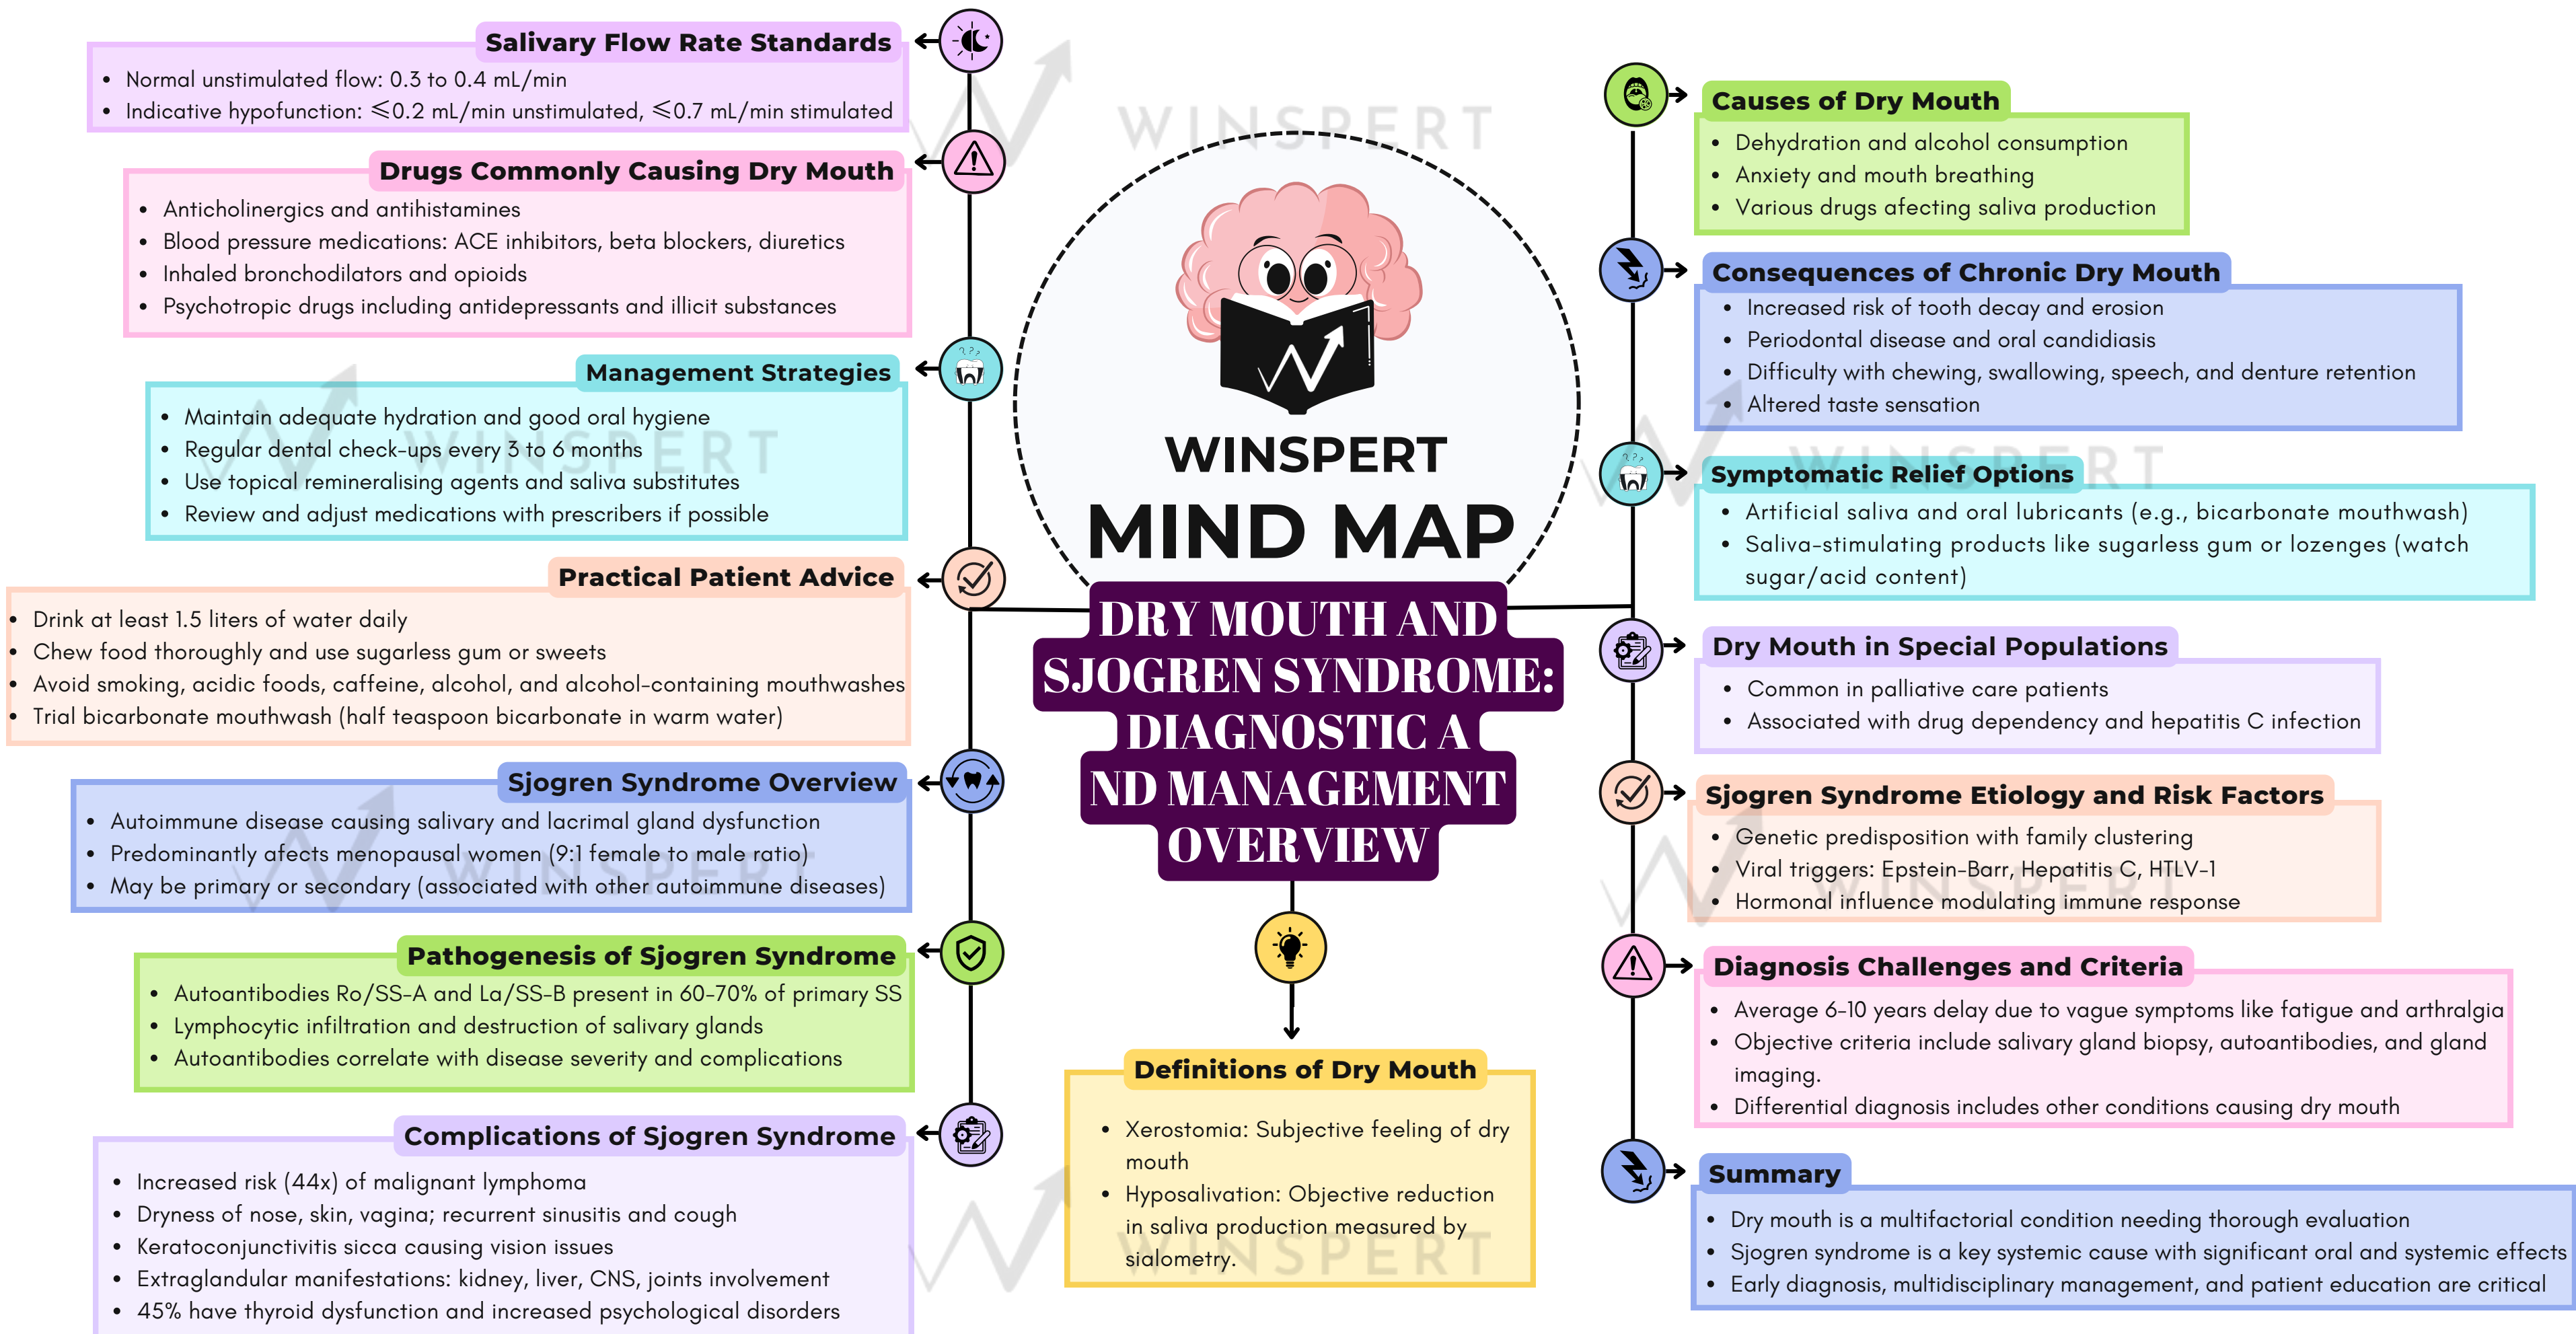 Salivary Flow Rate Standards
• Normal unstimulated flow: 0.3 to 0.4 mL/min
• Indicative hypofunction: ⩽0.2 mL/min unstimulated, ⩽0.7 mL/min stimulated
Drugs Commonly Causing Dry Mouth
• Anticholinergics and antihistamines
• Blood pressure medications: ACE inhibitors, beta blockers, diuretics
• Inhaled bronchodilators and opioids
• Psychotropic drugs including antidepressants and illicit substances
Management Strategies
• Maintain adequate hydration and good oral hygiene
• Regular dental check-ups every 3 to 6 months
• Use topical remineralising agents and saliva substitutes
• Review and adjust medications with prescribers if possible
Practical Patient Advice
• Drink at least 1.5 liters of water daily
• Chew food thoroughly and use sugarless gum or sweets
• Avoid smoking, acidic foods, caffeine, alcohol, and alcohol-containing mouthwashes
• Trial bicarbonate mouthwash (half teaspoon bicarbonate in warm water)
Sjogren Syndrome Overview
• Autoimmune disease causing salivary and lacrimal gland dysfunction
• Predominantly afects menopausal women (9:1 female to male ratio)
• May be primary or secondary (associated with other autoimmune diseases)
Pathogenesis of Sjogren Syndrome
• Autoantibodies Ro/SS-A and La/SS-B present in 60-70% of primary SS
• Lymphocytic infiltration and destruction of salivary glands
• Autoantibodies correlate with disease severity and complications
Complications of Sjogren Syndrome
• Increased risk (44x) of malignant lymphoma
• Dryness of nose, skin, vagina; recurrent sinusitis and cough
• Keratoconjunctivitis sicca causing vision issues
• Extraglandular manifestations: kidney, liver, CNS, joints involvement
• 45% have thyroid dysfunction and increased psychological disorders
WINSPERT
WINSPERT
MIND MAP
DRY MOUTH AND
SJOGREN SYNDROME:
DIAGNOSTIC A
ND MANAGEMENT
OVERVIEW
Definitions of Dry Mouth
• Xerostomia: Subjective feeling of dry
mouth
• Hyposalivation: Objective reduction
in saliva production measured by
sialometry.
WINSPERT
Causes of Dry Mouth
• Dehydration and alcohol consumption
• Anxiety and mouth breathing
• Various drugs afecting saliva production
Consequences of Chronic Dry Mouth
• Increased risk of tooth decay and erosion
• Periodontal disease and oral candidiasis
• Difficulty with chewing, swallowing, speech, and denture retention
• Altered taste sensation
Symptomatic Relief Options
• Artificial saliva and oral lubricants (e.g., bicarbonate mouthwash)
• Saliva-stimulating products like sugarless gum or lozenges (watch
sugar/acid content)
Dry Mouth in Special Populations
• Common in palliative care patients
• Associated with drug dependency and hepatitis C infection
Sjogren Syndrome Etiology and Risk Factors
• Genetic predisposition with family clustering
• Viral triggers: Epstein-Barr, Hepatitis C, HTLV-1
• Hormonal influence modulating immune response
Diagnosis Challenges and Criteria
• Average 6-10 years delay due to vague symptoms like fatigue and arthralgia
• Objective criteria include salivary gland biopsy, autoantibodies, and gland
imaging.
• Differential diagnosis includes other conditions causing dry mouth
Summary
• Dry mouth is a multifactorial condition needing thorough evaluation
• Sjogren syndrome is a key systemic cause with significant oral and systemic effects
• Early diagnosis, multidisciplinary management, and patient education are critical
WINSPERT
WINSPERT
WINSPERT
WINSPERT